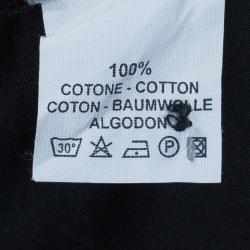 100%
COTONE - COTTON
COTON - BAUMWOLLE
ALGODON
30°
P